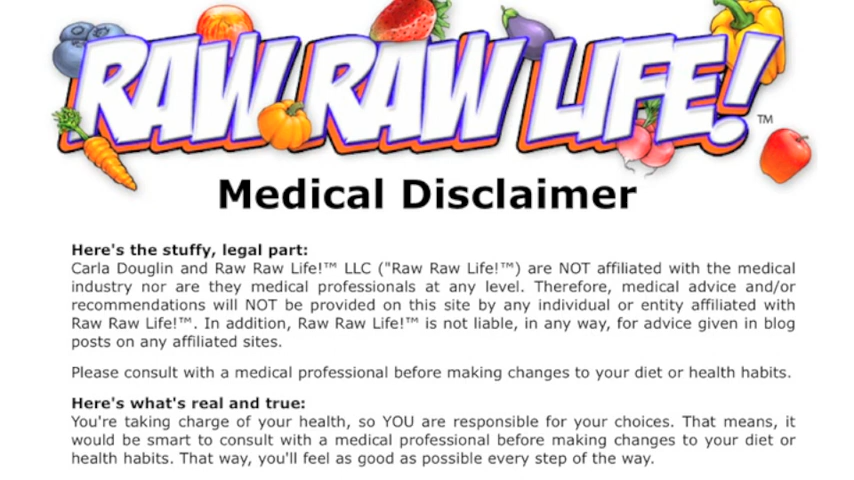 RAW RAW LIFE! ™
Medical Disclaimer
Here's the stuffy, legal part:
Carla Douglin and Raw Raw Life!™ LLC ("Raw Raw Life!™) are NOT affiliated with the medical
industry nor are they medical professionals at any level. Therefore, medical advice and/or
recommendations will NOT be provided on this site by any individual or entity affiliated with
Raw Raw Life!™. In addition, Raw Raw Life!™ is not liable, in any way, for advice given in blog
posts on any affiliated sites.
Please consult with a medical professional before making changes to your diet or health habits.
Here's what's real and true:
You're taking charge of your health, so YOU are responsible for your choices. That means, it
would be smart to consult with a medical professional before making changes to your diet or
health habits. That way, you'll feel as good as possible every step of the way.